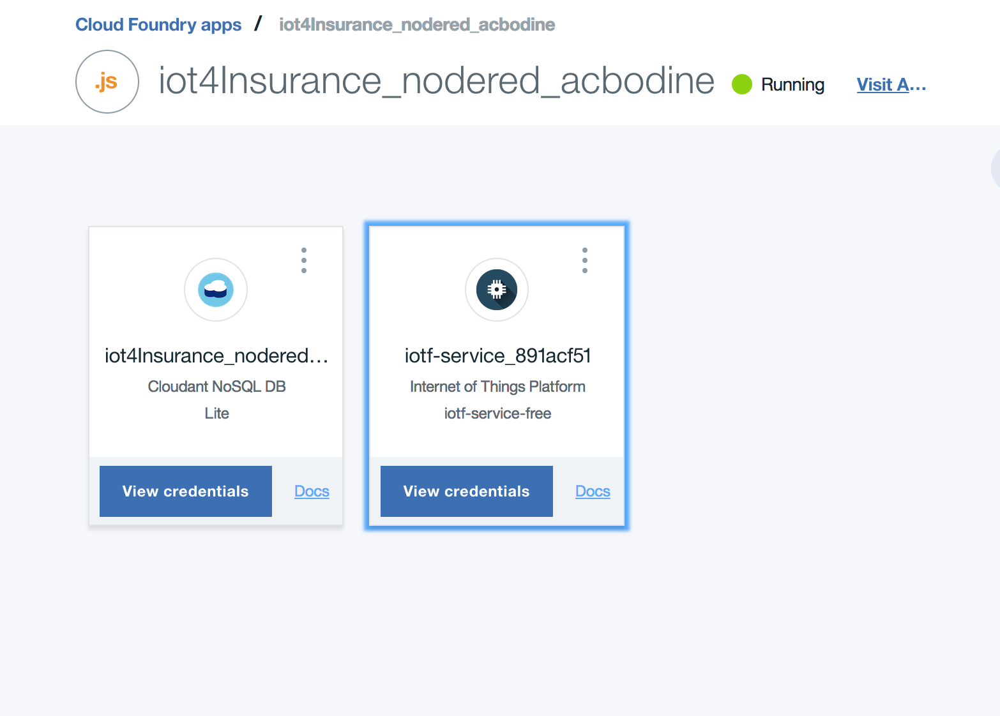 Cloud Foundry apps / iot4Insurance_nodered_acbodine
.js iot4Insurance_nodered_acbodine Running Visit A...
iot4Insurance_nodered...
Cloudant NoSQL DB
Lite
View credentials Docs
iotf-service_891acf51
Internet of Things Platform
iotf-service-free
View credentials Docs